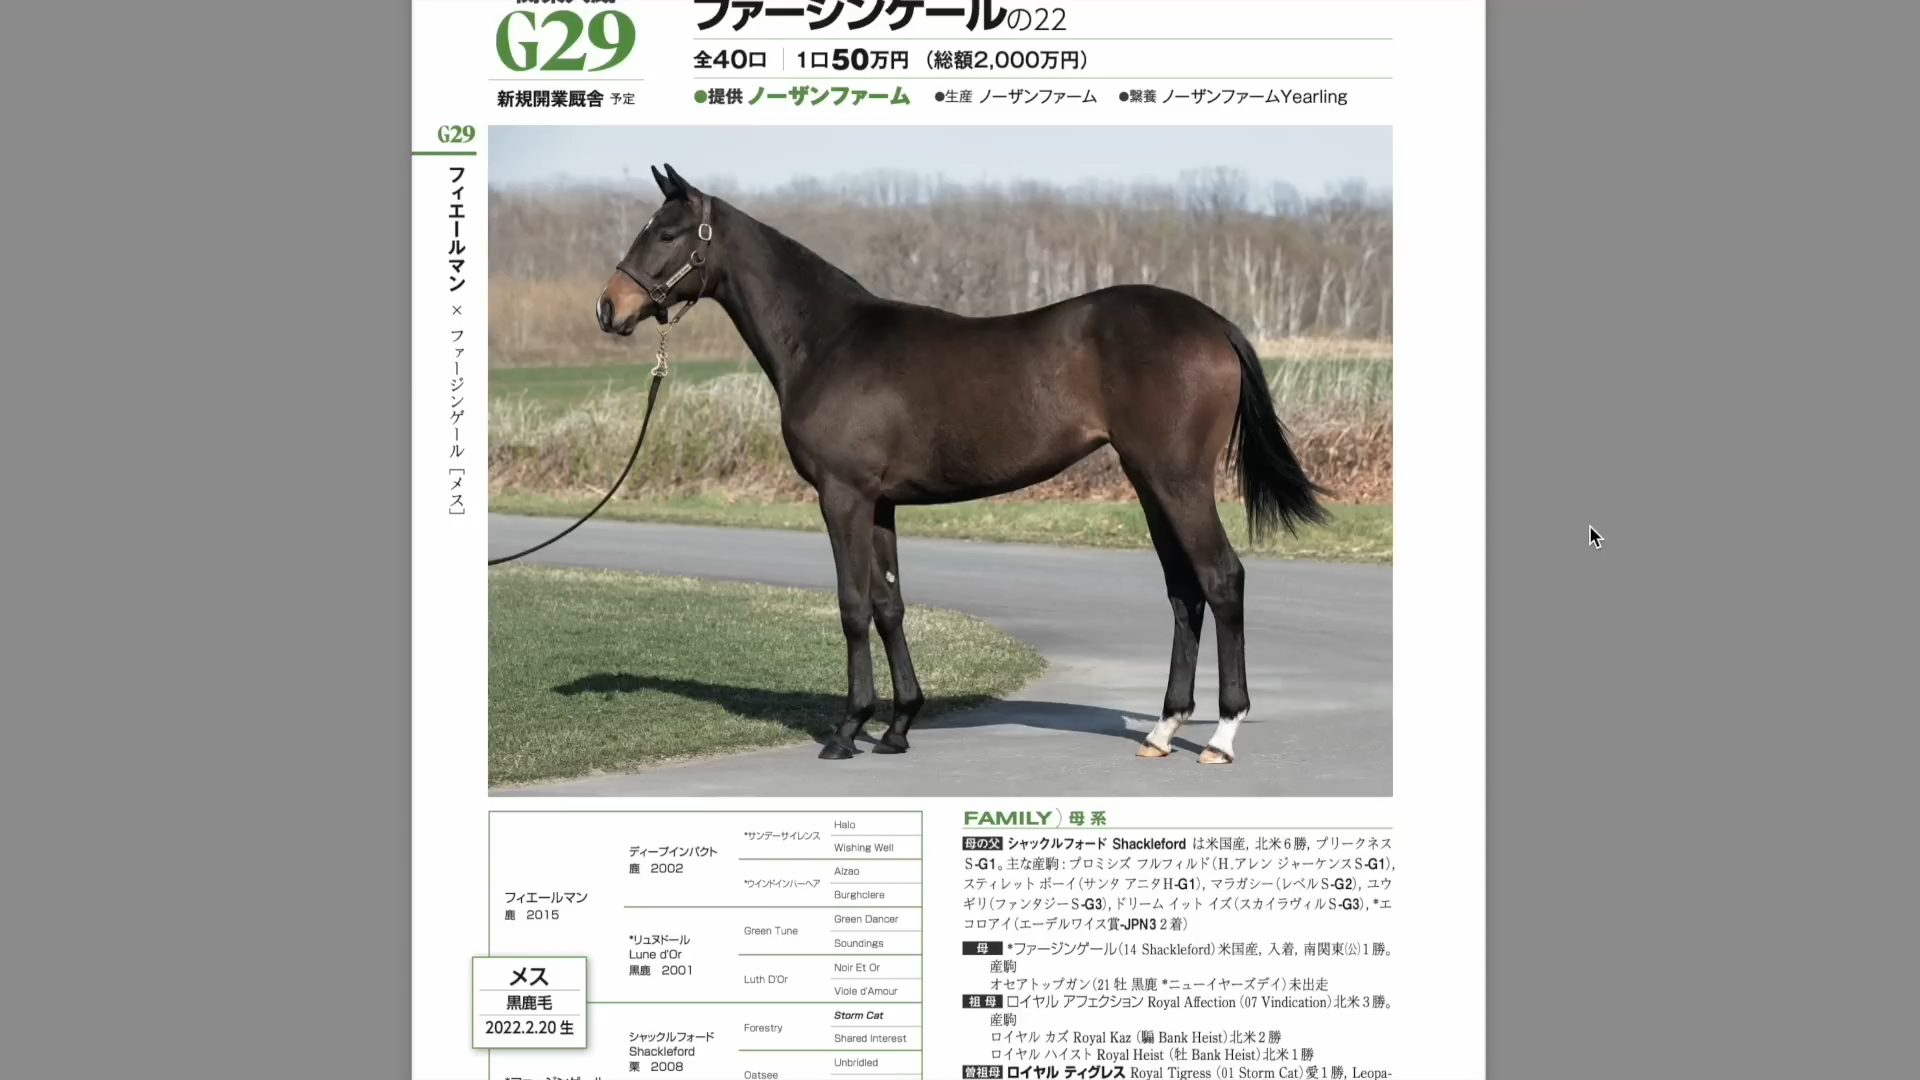 G29
ファージンゲールの22
全40口 1口50万円 (総額2,000万円)
新規開業厩舎 予定
●提供 ノーザンファーム ●生産 ノーザンファーム ●繋養 ノーザンファームYearling
G29
フィエールマン × ファージンゲール [メス]
フィエールマン
鹿 2015
ディープインパクト
鹿 2002
*サンデーサイレンス
Halo
Wishing Well
*ウインドインハーヘア
Alzao
Burghclere
*リュヌドール
Lune d'Or
黒鹿 2001
Green Tune
Green Dancer
Soundings
Luth D'Or
Noir Et Or
Viole d'Amour
メス
黒鹿毛
2022.2.20 生
シャックルフォード
Shackleford
栗 2008
Forestry
Storm Cat
Shared Interest
Oatsee
Unbridled
FAMILY) 母系
母の父 シャックルフォード Shackleford は米国産, 北米6勝, プリークネス
S-G1。主な産駒:プロミシズ フルフィルド(H.アレン ジャーケンスS-G1),
スティレット ボーイ(サンタ アニタH-G1), マラガシー(レベルS-G2), ユウ
ギリ(ファンタジーS-G3), ドリーム イット イズ(スカイラヴィルS-G3), *エ
コロアイ(エーデルワイス賞-JPN3 2着)
母 *ファージンゲール(14 Shackleford)米国産, 入着, 南関東(公)1勝。
産駒
オセアトップガン(21 牡 黒鹿 *ニューイヤーズデイ)未出走
祖母 ロイヤル アフェクション Royal Affection (07 Vindication)北米3勝。
産駒
ロイヤル カズ Royal Kaz (騸 Bank Heist)北米2勝
ロイヤル ハイスト Royal Heist (牡 Bank Heist)北米1勝
曽祖母 ロイヤル ティグレス Royal Tigress (01 Storm Cat)愛1勝, Leopa-